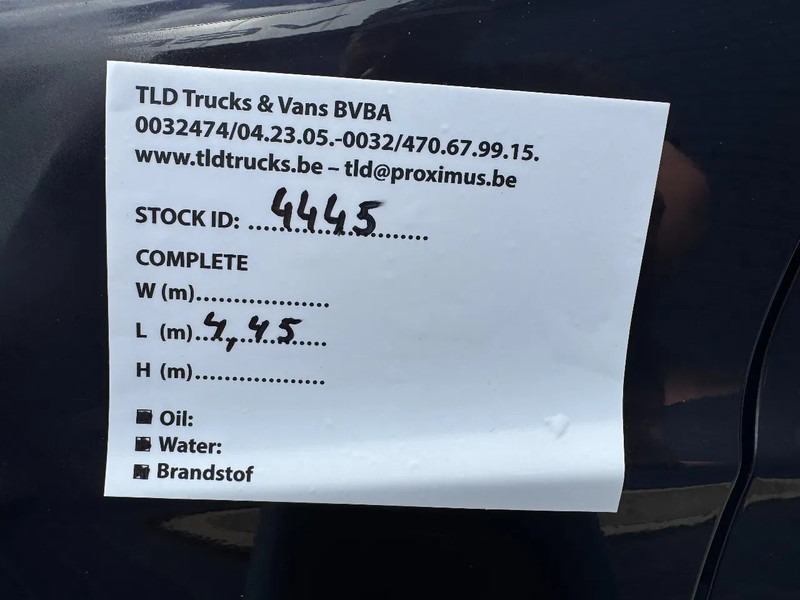 TLD Trucks & Vans BVBA
0032474/04.23.05.-0032/470.67.99.15.
www.tldtrucks.be – tld@proximus.be
STOCK ID: 4445
COMPLETE
W (m)
L (m) 4,45
H (m)
Oil:
Water:
Brandstof